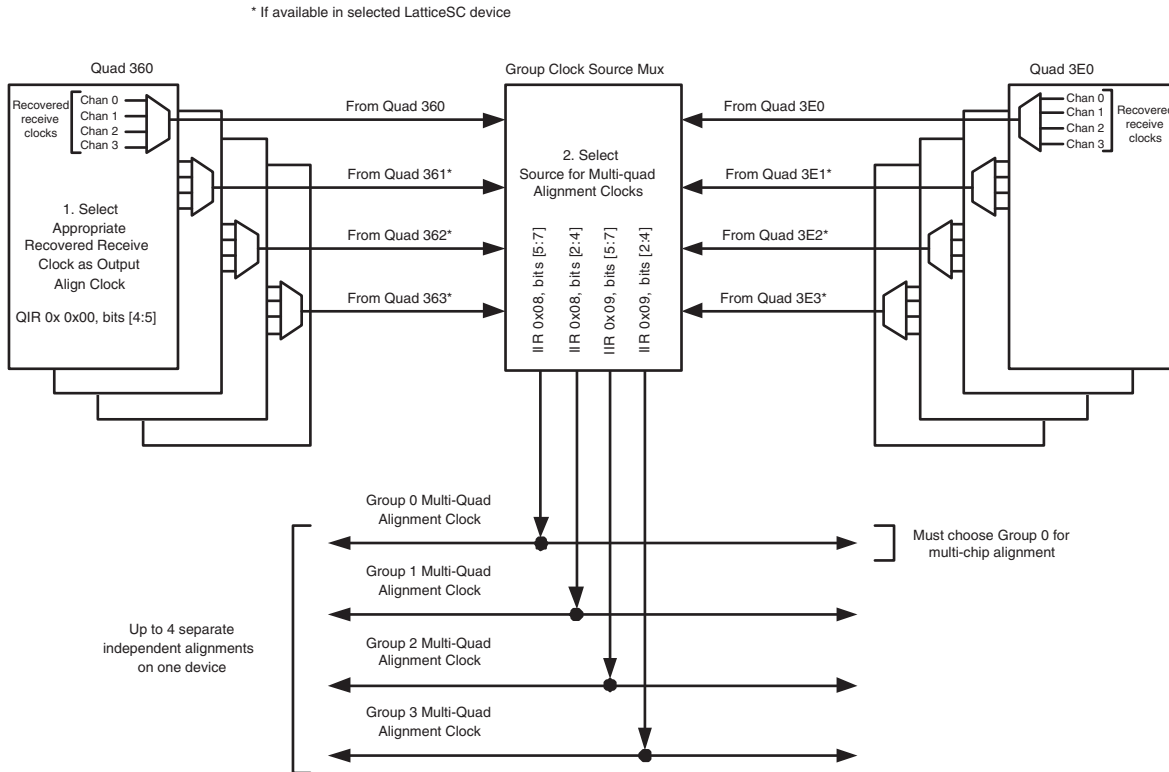 * If available in selected LatticeSC device
Quad 360
Group Clock Source Mux
Quad 3E0
Recovered
receive
clocks
Chan 0
Chan 1
Chan 2
Chan 3
From Quad 360
From Quad 3E0
Chan 0
Chan 1
Chan 2
Chan 3
Recovered
receive
clocks
2. Select
Source for Multi-quad
Alignment Clocks
From Quad 361*
From Quad 3E1*
1. Select
Appropriate
Recovered Receive
Clock as Output
Align Clock
QIR 0x 0x00, bits [4:5]
From Quad 362*
From Quad 3E2*
From Quad 363*
From Quad 3E3*
IIR 0x08, bits [5:7]
IIR 0x08, bits [2:4]
IIR 0x09, bits [5:7]
IIR 0x09, bits [2:4]
Group 0 Multi-Quad
Alignment Clock
Must choose Group 0 for
multi-chip alignment
Group 1 Multi-Quad
Alignment Clock
Up to 4 separate
independent alignments
on one device
Group 2 Multi-Quad
Alignment Clock
Group 3 Multi-Quad
Alignment Clock